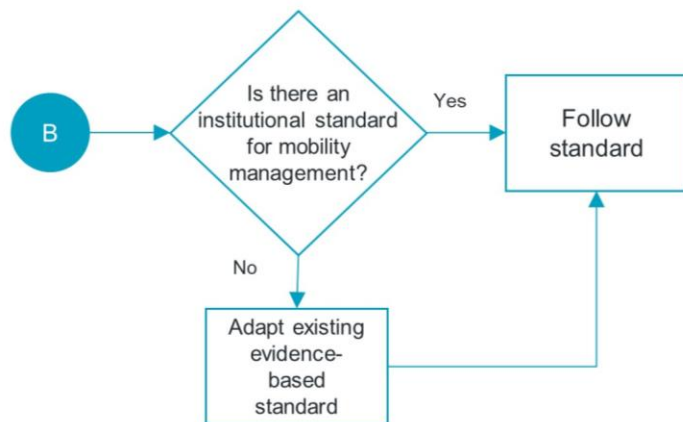 B
Is there an
institutional standard
for mobility
management?
Yes
Follow
standard
No
Adapt existing
evidence-
based
standard